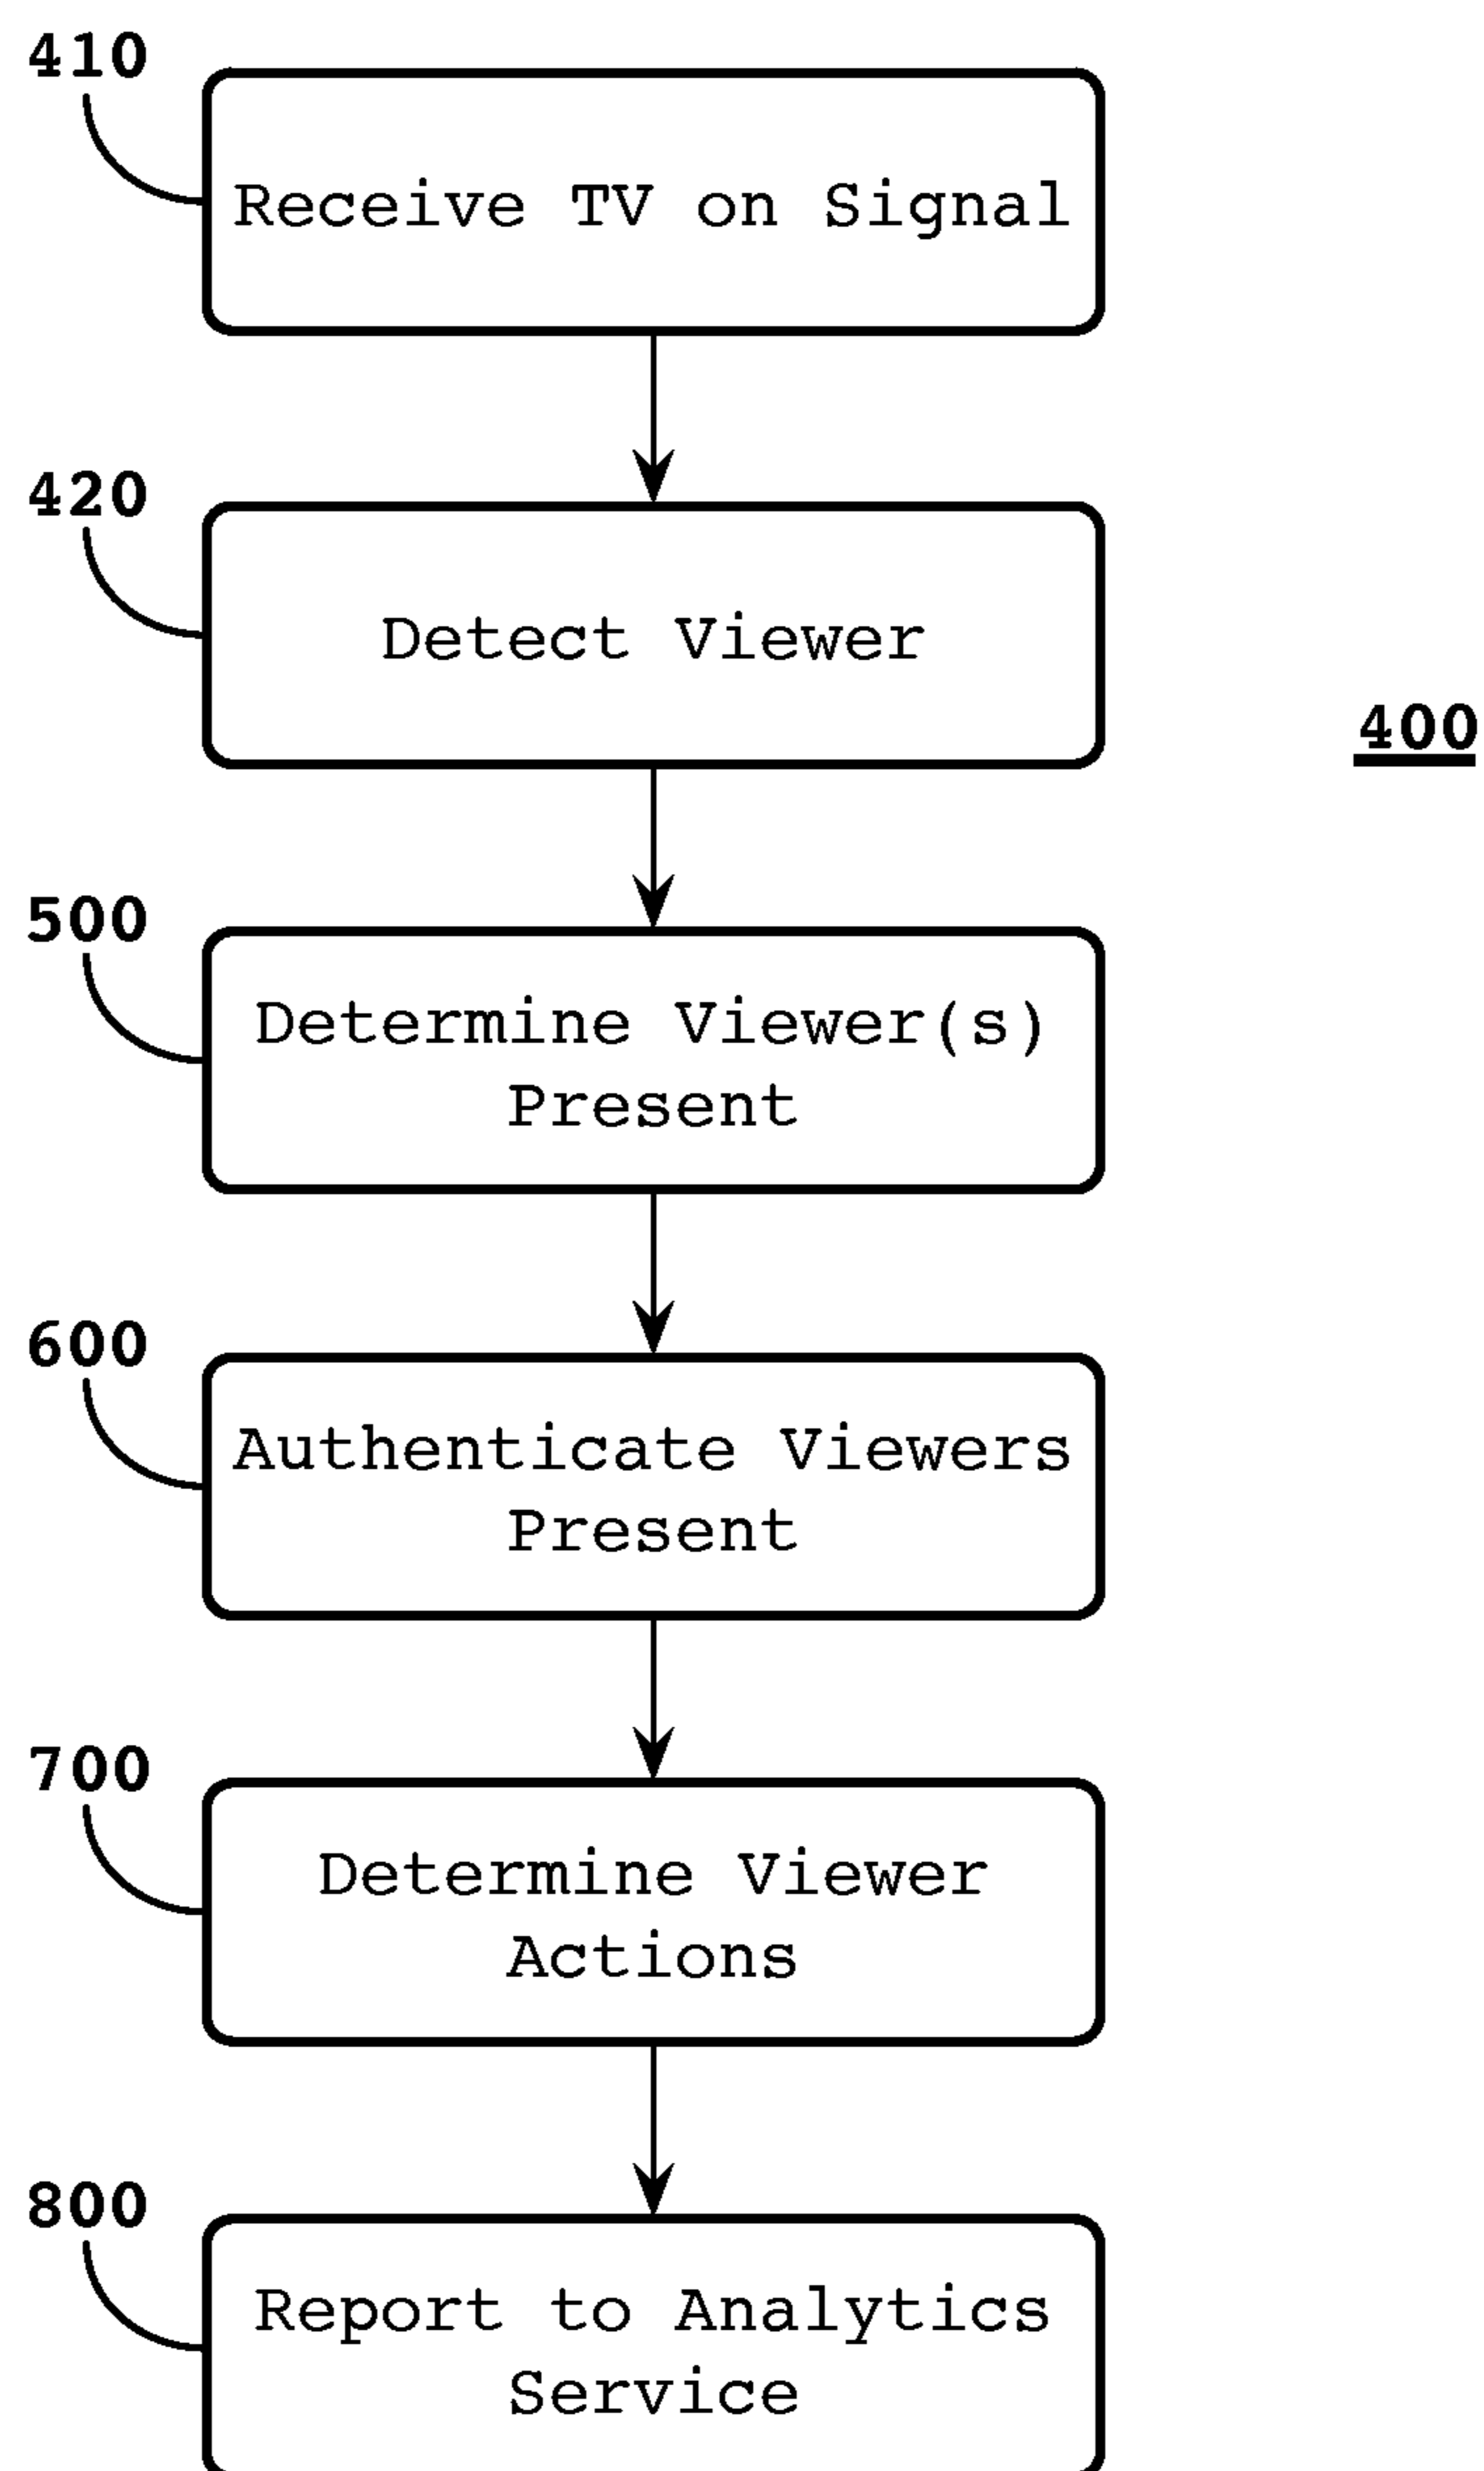 410
Receive TV on Signal
420
Detect Viewer
400
500
Determine Viewer(s)
Present
600
Authenticate Viewers
Present
700
Determine Viewer
Actions
800
Report to Analytics
Service